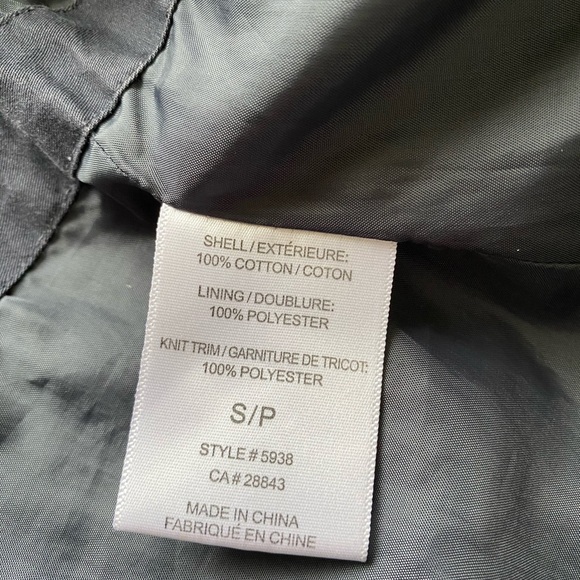 SHELL/EXTÉRIEURE:
100% COTTON/COTON
LINING/DOUBLURE:
100% POLYESTER
KNIT TRIM/GARNITURE DE TRICOT:
100% POLYESTER
S/P
STYLE # 5938
CA # 28843
MADE IN CHINA
FABRIQUÉ EN CHINE